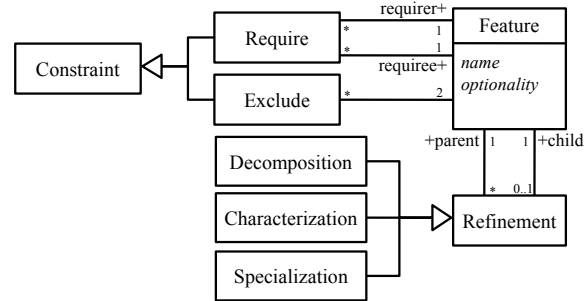 requirer+
Feature
Require
* 1
Constraint
* 1
requiree+
name
optionality
Exclude
* 2
+parent 1 1 +child
Decomposition
* 0..1
Characterization
Refinement
Specialization